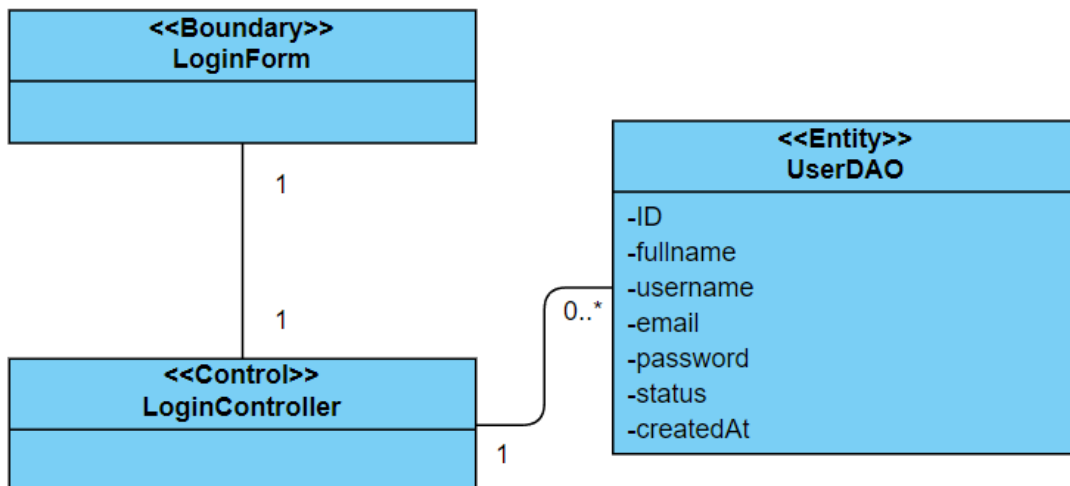 <<Boundary>>
LoginForm
1
1
<<Control>>
LoginController
1
0..*
<<Entity>>
UserDAO
-ID
-fullname
-username
-email
-password
-status
-createdAt